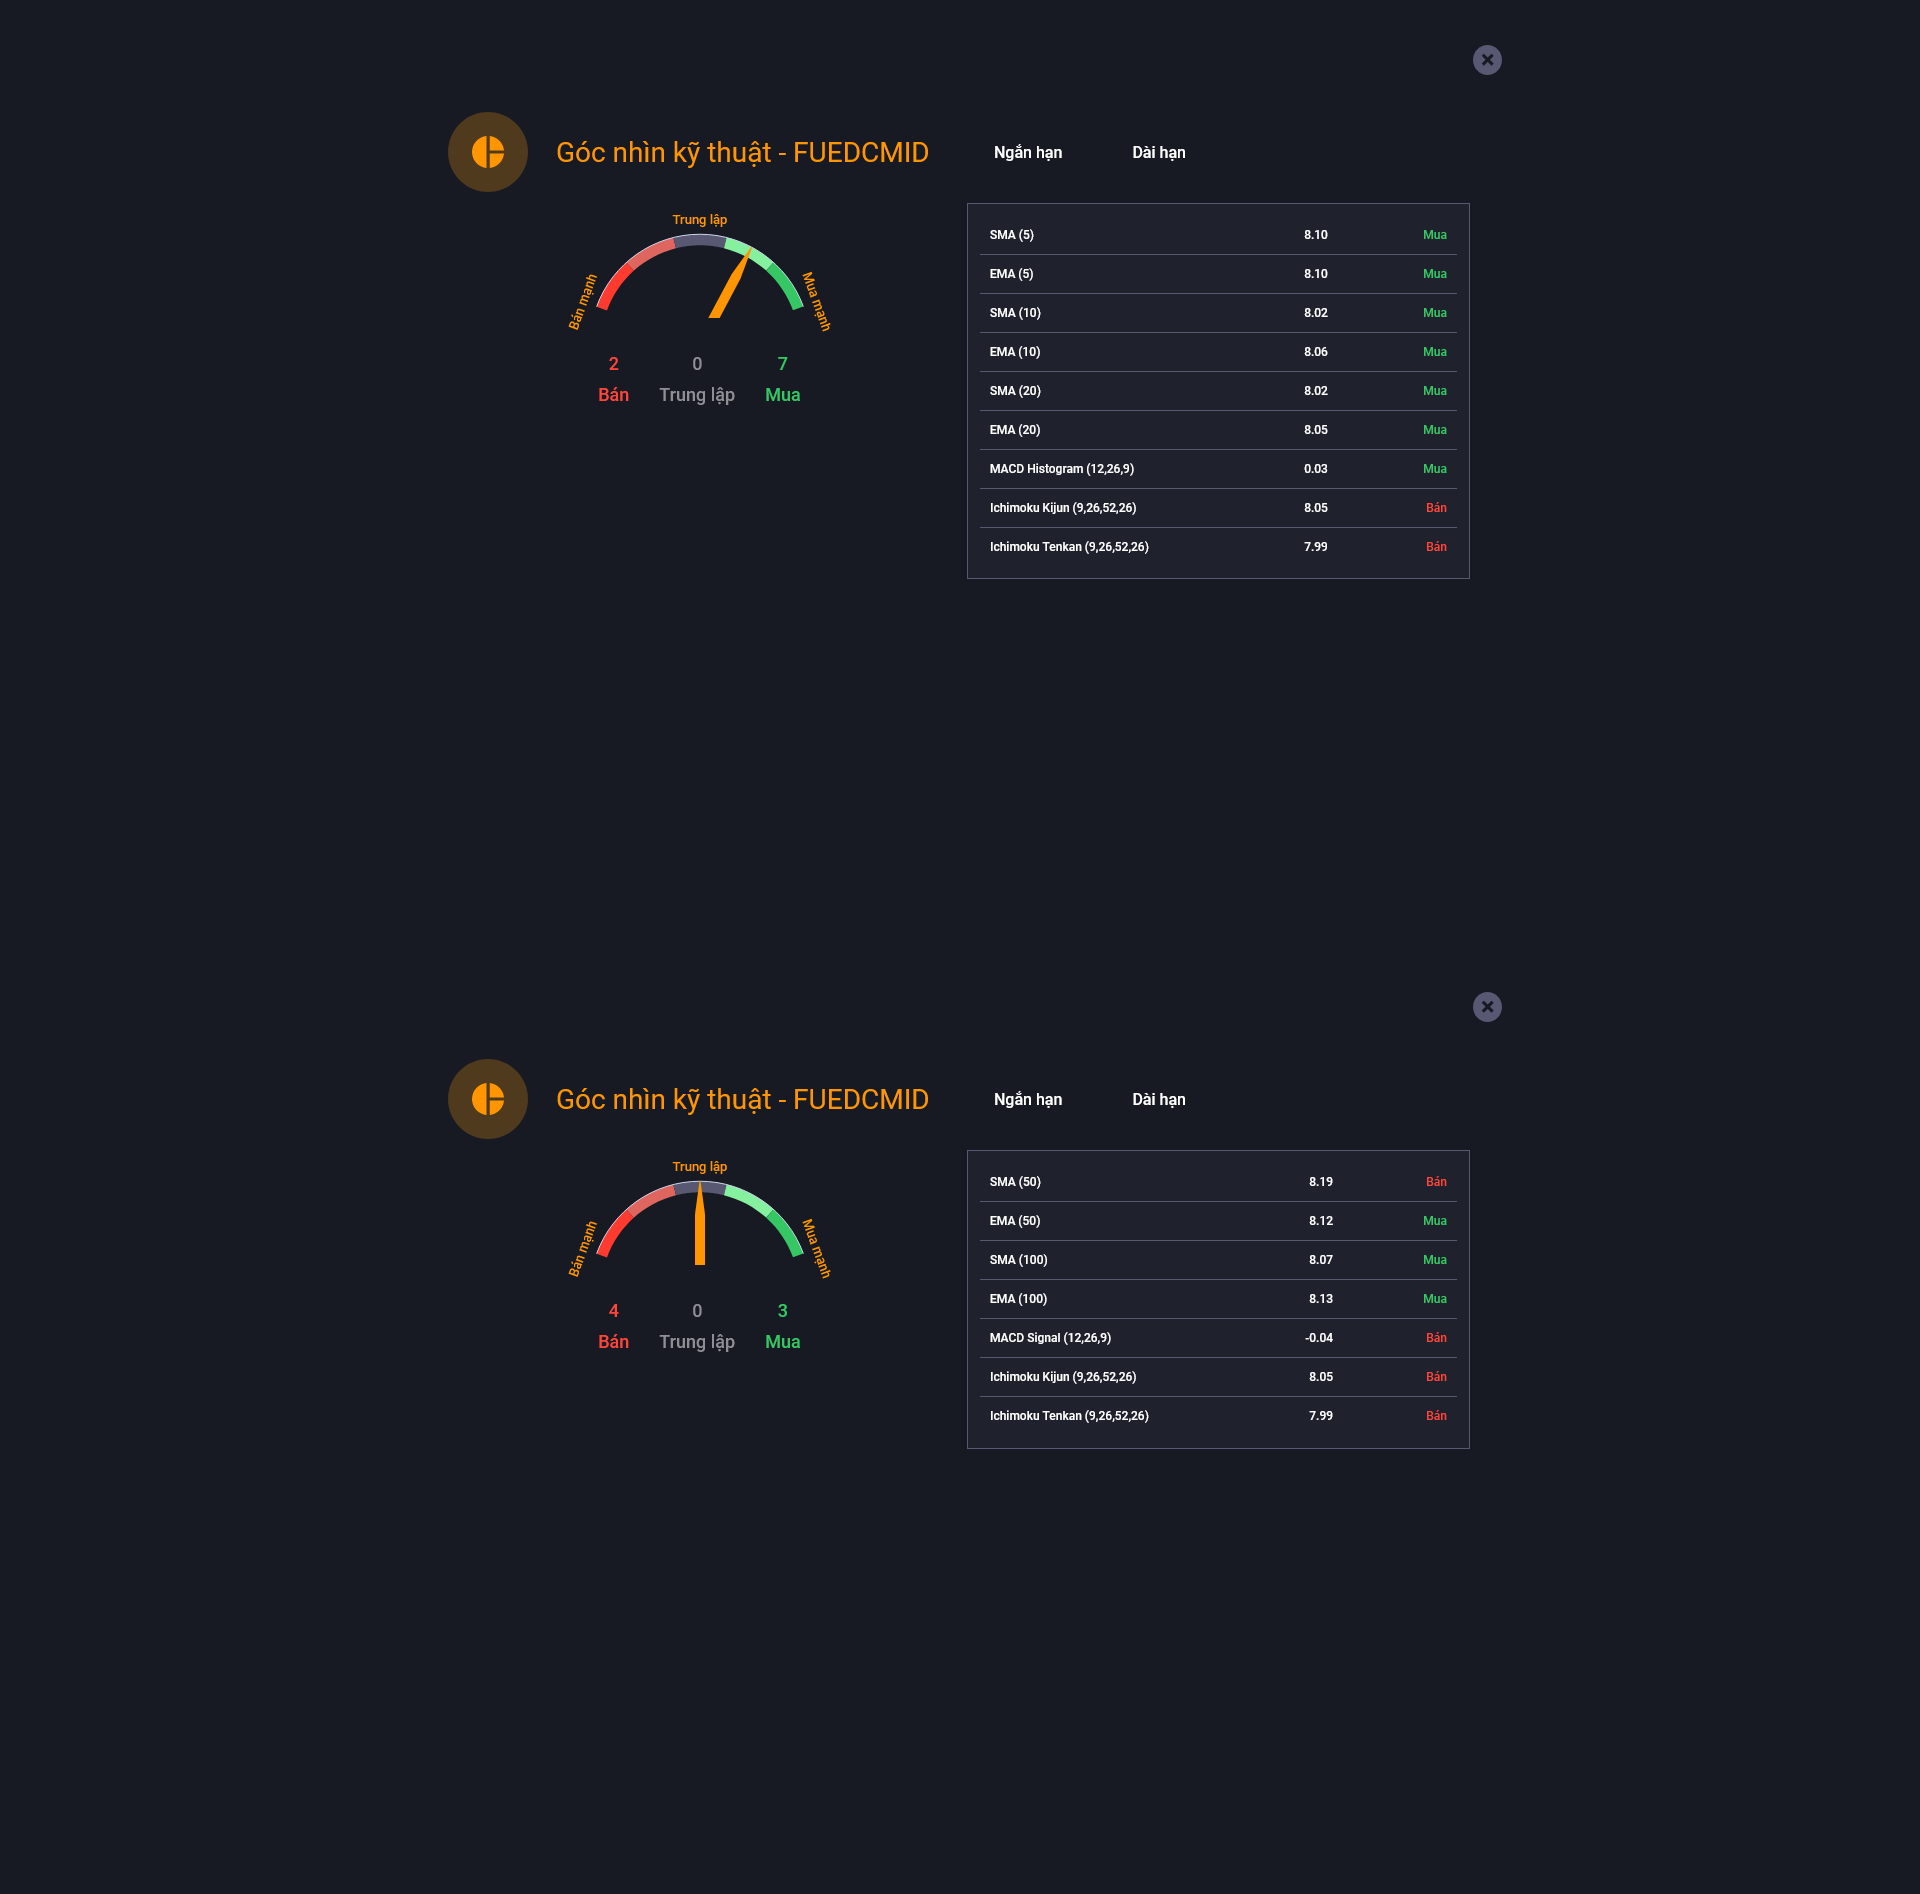 Góc nhìn kỹ thuật - FUEDCMID
Ngắn hạn Dài hạn
Trung lập
Bán mạnh
Mua mạnh
2 0 7
Bán Trung lập Mua
SMA (5) 8.10 Mua
EMA (5) 8.10 Mua
SMA (10) 8.02 Mua
EMA (10) 8.06 Mua
SMA (20) 8.02 Mua
EMA (20) 8.05 Mua
MACD Histogram (12,26,9) 0.03 Mua
Ichimoku Kijun (9,26,52,26) 8.05 Bán
Ichimoku Tenkan (9,26,52,26) 7.99 Bán
Góc nhìn kỹ thuật - FUEDCMID
Ngắn hạn Dài hạn
Trung lập
Bán mạnh
Mua mạnh
4 0 3
Bán Trung lập Mua
SMA (50) 8.19 Bán
EMA (50) 8.12 Mua
SMA (100) 8.07 Mua
EMA (100) 8.13 Mua
MACD Signal (12,26,9) -0.04 Bán
Ichimoku Kijun (9,26,52,26) 8.05 Bán
Ichimoku Tenkan (9,26,52,26) 7.99 Bán